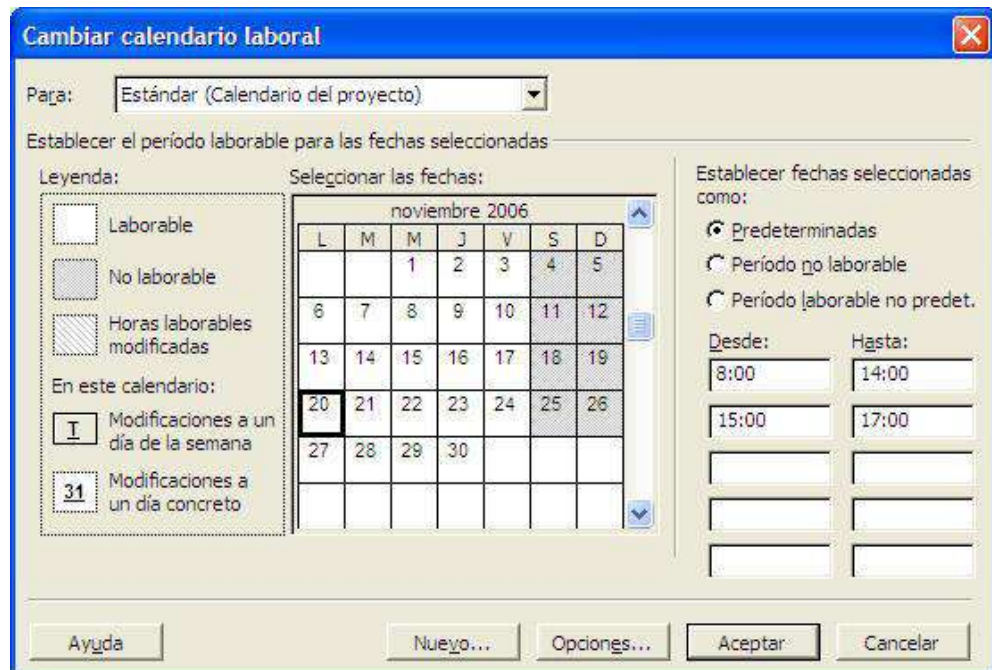 Cambiar calendario laboral
Para: Estándar (Calendario del proyecto)
Establecer el período laborable para las fechas seleccionadas
Leyenda:
Laborable
No laborable
Horas laborables
modificadas
En este calendario:
T Modificaciones a un
día de la semana
31 Modificaciones a
un día concreto
Seleccionar las fechas:
noviembre 2006
L M M J V S D
1 2 3 4 5
6 7 8 9 10 11 12
13 14 15 16 17 18 19
20 21 22 23 24 25 26
27 28 29 30
Establecer fechas seleccionadas
como:
Predeterminadas
Período no laborable
Período laborable no predet.
Desde: Hasta:
8:00 14:00
15:00 17:00
Ayuda Nuevo... Opciones... Aceptar Cancelar